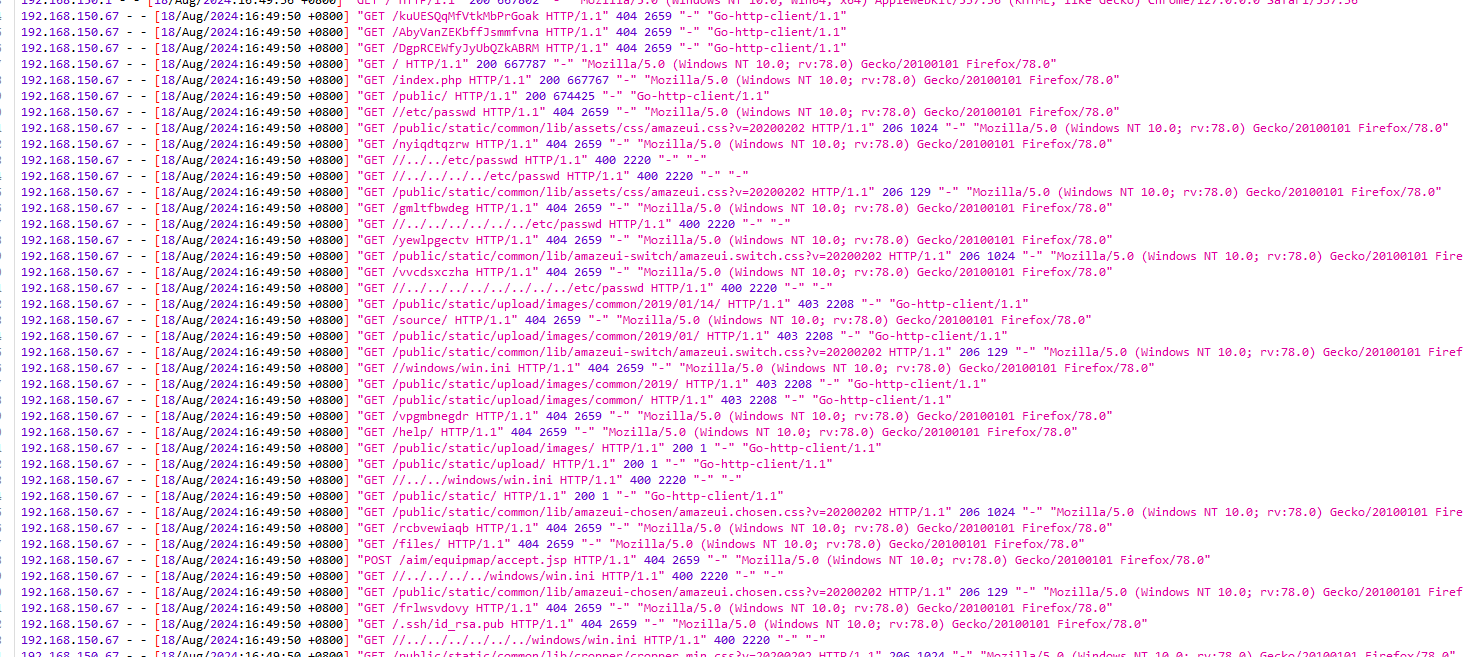 192.168.150.1 - - [18/Aug/2024:16:49:50 +0800] "GET / HTTP/1.1" 200 667802 "-" "Mozilla/5.0 (Windows NT 10.0; Win64; x64) AppleWebKit/537.36 (KHTML, like Gecko) Chrome/127.0.0.0 Safari/537.36"
192.168.150.67 - - [18/Aug/2024:16:49:50 +0800] "GET /kuUESQqMfVtkMbPrGoak HTTP/1.1" 404 2659 "-" "Go-http-client/1.1"
192.168.150.67 - - [18/Aug/2024:16:49:50 +0800] "GET /AbyVanZEKbffJsmmfvna HTTP/1.1" 404 2659 "-" "Go-http-client/1.1"
192.168.150.67 - - [18/Aug/2024:16:49:50 +0800] "GET /DgpRCEWfyJyUbQZkABRM HTTP/1.1" 404 2659 "-" "Go-http-client/1.1"
192.168.150.67 - - [18/Aug/2024:16:49:50 +0800] "GET / HTTP/1.1" 200 667787 "-" "Mozilla/5.0 (Windows NT 10.0; rv:78.0) Gecko/20100101 Firefox/78.0"
192.168.150.67 - - [18/Aug/2024:16:49:50 +0800] "GET /index.php HTTP/1.1" 200 667767 "-" "Mozilla/5.0 (Windows NT 10.0; rv:78.0) Gecko/20100101 Firefox/78.0"
192.168.150.67 - - [18/Aug/2024:16:49:50 +0800] "GET /public/ HTTP/1.1" 200 674425 "-" "Go-http-client/1.1"
192.168.150.67 - - [18/Aug/2024:16:49:50 +0800] "GET //etc/passwd HTTP/1.1" 404 2659 "-" "Mozilla/5.0 (Windows NT 10.0; rv:78.0) Gecko/20100101 Firefox/78.0"
192.168.150.67 - - [18/Aug/2024:16:49:50 +0800] "GET /public/static/common/lib/assets/css/amazeui.css?v=20200202 HTTP/1.1" 206 1024 "-" "Mozilla/5.0 (Windows NT 10.0; rv:78.0) Gecko/20100101 Firefox/78.0"
192.168.150.67 - - [18/Aug/2024:16:49:50 +0800] "GET /nyiqdtqzrw HTTP/1.1" 404 2659 "-" "Mozilla/5.0 (Windows NT 10.0; rv:78.0) Gecko/20100101 Firefox/78.0"
192.168.150.67 - - [18/Aug/2024:16:49:50 +0800] "GET //../../etc/passwd HTTP/1.1" 400 2220 "-" "-"
192.168.150.67 - - [18/Aug/2024:16:49:50 +0800] "GET //../../../../etc/passwd HTTP/1.1" 400 2220 "-" "-"
192.168.150.67 - - [18/Aug/2024:16:49:50 +0800] "GET /public/static/common/lib/assets/css/amazeui.css?v=20200202 HTTP/1.1" 206 129 "-" "Mozilla/5.0 (Windows NT 10.0; rv:78.0) Gecko/20100101 Firefox/78.0"
192.168.150.67 - - [18/Aug/2024:16:49:50 +0800] "GET /gmltfbwdeg HTTP/1.1" 404 2659 "-" "Mozilla/5.0 (Windows NT 10.0; rv:78.0) Gecko/20100101 Firefox/78.0"
192.168.150.67 - - [18/Aug/2024:16:49:50 +0800] "GET //../../../../../../etc/passwd HTTP/1.1" 400 2220 "-" "-"
192.168.150.67 - - [18/Aug/2024:16:49:50 +0800] "GET /yewlpgectv HTTP/1.1" 404 2659 "-" "Mozilla/5.0 (Windows NT 10.0; rv:78.0) Gecko/20100101 Firefox/78.0"
192.168.150.67 - - [18/Aug/2024:16:49:50 +0800] "GET /public/static/common/lib/amazeui-switch/amazeui.switch.css?v=20200202 HTTP/1.1" 206 1024 "-" "Mozilla/5.0 (Windows NT 10.0; rv:78.0) Gecko/20100101 Fire
192.168.150.67 - - [18/Aug/2024:16:49:50 +0800] "GET /vvcdsxczha HTTP/1.1" 404 2659 "-" "Mozilla/5.0 (Windows NT 10.0; rv:78.0) Gecko/20100101 Firefox/78.0"
192.168.150.67 - - [18/Aug/2024:16:49:50 +0800] "GET //../../../../../../../../etc/passwd HTTP/1.1" 400 2220 "-" "-"
192.168.150.67 - - [18/Aug/2024:16:49:50 +0800] "GET /public/static/upload/images/common/2019/01/14/ HTTP/1.1" 403 2208 "-" "Go-http-client/1.1"
192.168.150.67 - - [18/Aug/2024:16:49:50 +0800] "GET /source/ HTTP/1.1" 404 2659 "-" "Mozilla/5.0 (Windows NT 10.0; rv:78.0) Gecko/20100101 Firefox/78.0"
192.168.150.67 - - [18/Aug/2024:16:49:50 +0800] "GET /public/static/upload/images/common/2019/01/ HTTP/1.1" 403 2208 "-" "Go-http-client/1.1"
192.168.150.67 - - [18/Aug/2024:16:49:50 +0800] "GET /public/static/common/lib/amazeui-switch/amazeui.switch.css?v=20200202 HTTP/1.1" 206 129 "-" "Mozilla/5.0 (Windows NT 10.0; rv:78.0) Gecko/20100101 Firef
192.168.150.67 - - [18/Aug/2024:16:49:50 +0800] "GET //windows/win.ini HTTP/1.1" 404 2659 "-" "Mozilla/5.0 (Windows NT 10.0; rv:78.0) Gecko/20100101 Firefox/78.0"
192.168.150.67 - - [18/Aug/2024:16:49:50 +0800] "GET /public/static/upload/images/common/2019/ HTTP/1.1" 403 2208 "-" "Go-http-client/1.1"
192.168.150.67 - - [18/Aug/2024:16:49:50 +0800] "GET /public/static/upload/images/common/ HTTP/1.1" 403 2208 "-" "Go-http-client/1.1"
192.168.150.67 - - [18/Aug/2024:16:49:50 +0800] "GET /vpgmbnegdr HTTP/1.1" 404 2659 "-" "Mozilla/5.0 (Windows NT 10.0; rv:78.0) Gecko/20100101 Firefox/78.0"
192.168.150.67 - - [18/Aug/2024:16:49:50 +0800] "GET /help/ HTTP/1.1" 404 2659 "-" "Mozilla/5.0 (Windows NT 10.0; rv:78.0) Gecko/20100101 Firefox/78.0"
192.168.150.67 - - [18/Aug/2024:16:49:50 +0800] "GET /public/static/upload/images/ HTTP/1.1" 200 1 "-" "Go-http-client/1.1"
192.168.150.67 - - [18/Aug/2024:16:49:50 +0800] "GET /public/static/upload/ HTTP/1.1" 200 1 "-" "Go-http-client/1.1"
192.168.150.67 - - [18/Aug/2024:16:49:50 +0800] "GET //../../windows/win.ini HTTP/1.1" 400 2220 "-" "-"
192.168.150.67 - - [18/Aug/2024:16:49:50 +0800] "GET /public/static/ HTTP/1.1" 200 1 "-" "Go-http-client/1.1"
192.168.150.67 - - [18/Aug/2024:16:49:50 +0800] "GET /public/static/common/lib/amazeui-chosen/amazeui.chosen.css?v=20200202 HTTP/1.1" 206 1024 "-" "Mozilla/5.0 (Windows NT 10.0; rv:78.0) Gecko/20100101 Fire
192.168.150.67 - - [18/Aug/2024:16:49:50 +0800] "GET /rcbvewiaqb HTTP/1.1" 404 2659 "-" "Mozilla/5.0 (Windows NT 10.0; rv:78.0) Gecko/20100101 Firefox/78.0"
192.168.150.67 - - [18/Aug/2024:16:49:50 +0800] "GET /files/ HTTP/1.1" 404 2659 "-" "Mozilla/5.0 (Windows NT 10.0; rv:78.0) Gecko/20100101 Firefox/78.0"
192.168.150.67 - - [18/Aug/2024:16:49:50 +0800] "POST /aim/equipmap/accept.jsp HTTP/1.1" 404 2659 "-" "Mozilla/5.0 (Windows NT 10.0; rv:78.0) Gecko/20100101 Firefox/78.0"
192.168.150.67 - - [18/Aug/2024:16:49:50 +0800] "GET //../../../../windows/win.ini HTTP/1.1" 400 2220 "-" "-"
192.168.150.67 - - [18/Aug/2024:16:49:50 +0800] "GET /public/static/common/lib/amazeui-chosen/amazeui.chosen.css?v=20200202 HTTP/1.1" 206 129 "-" "Mozilla/5.0 (Windows NT 10.0; rv:78.0) Gecko/20100101 Firef
192.168.150.67 - - [18/Aug/2024:16:49:50 +0800] "GET /frlwsvdovy HTTP/1.1" 404 2659 "-" "Mozilla/5.0 (Windows NT 10.0; rv:78.0) Gecko/20100101 Firefox/78.0"
192.168.150.67 - - [18/Aug/2024:16:49:50 +0800] "GET /.ssh/id_rsa.pub HTTP/1.1" 404 2659 "-" "Mozilla/5.0 (Windows NT 10.0; rv:78.0) Gecko/20100101 Firefox/78.0"
192.168.150.67 - - [18/Aug/2024:16:49:50 +0800] "GET //../../../../../../windows/win.ini HTTP/1.1" 400 2220 "-" "-"
192.168.150.67 - - [18/Aug/2024:16:49:50 +0800] "GET /public/static/common/lib/cropper/cropper.min.css?v=20200202 HTTP/1.1" 206 1024 "-" "Mozilla/5.0 (Windows NT 10.0; rv:78.0) Gecko/20100101 Firefox/78.0"